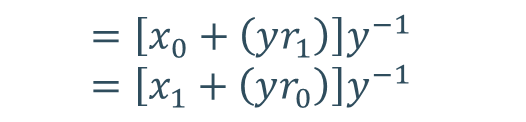 = [x₀ + (yr₁)]y⁻¹
= [x₁ + (yr₀)]y⁻¹